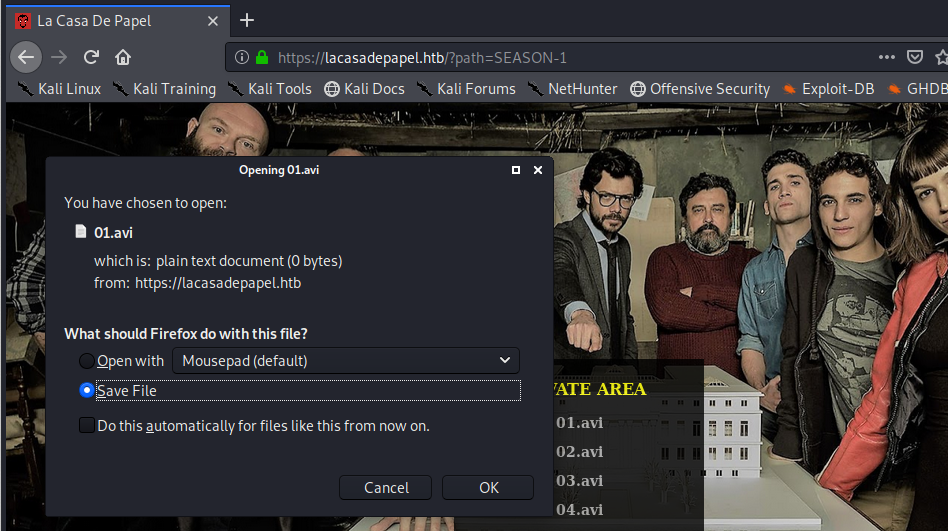 La Casa De Papel
https://lacasadepapel.htb/?path=SEASON-1
Kali Linux Kali Training Kali Tools Kali Docs Kali Forums NetHunter Offensive Security Exploit-DB GHDB
Opening 01.avi
You have chosen to open:
01.avi
which is: plain text document (0 bytes)
from: https://lacasadepapel.htb
What should Firefox do with this file?
Open with Mousepad (default)
Save File
Do this automatically for files like this from now on.
Cancel OK
VATE AREA
01.avi
02.avi
03.avi
04.avi